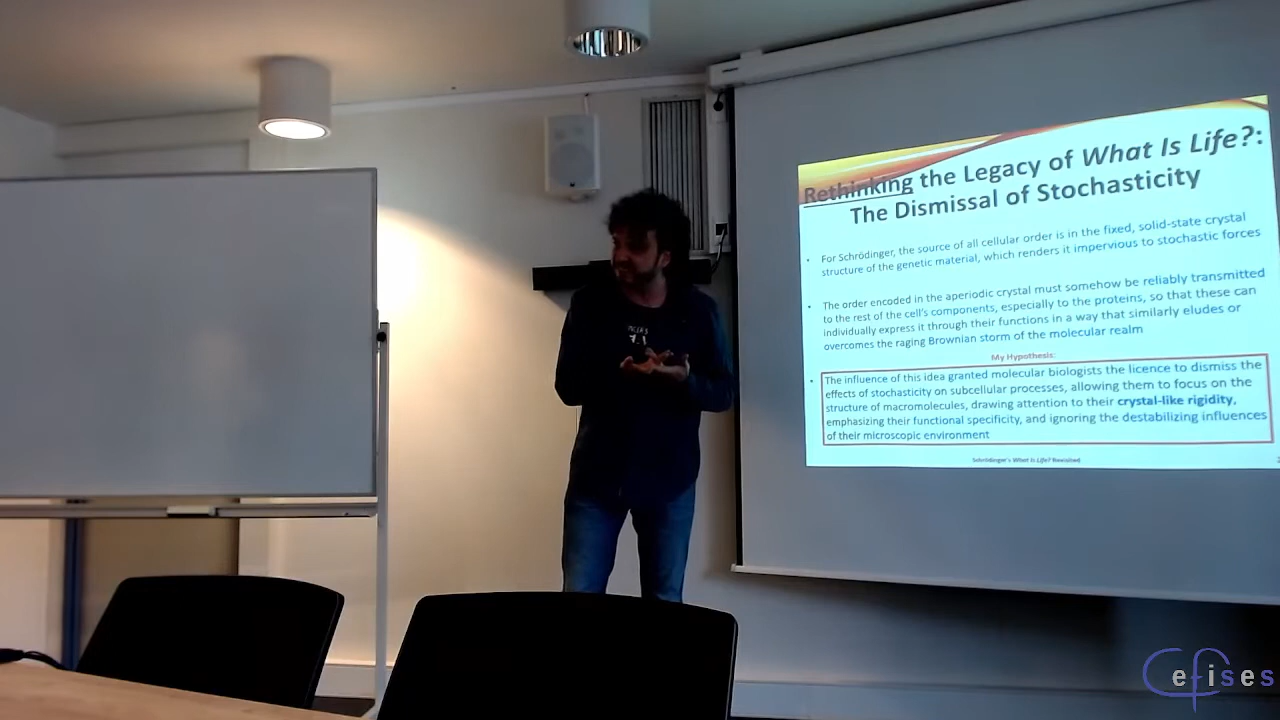 Rethinking the Legacy of What Is Life?:
The Dismissal of Stochasticity
• For Schrödinger, the source of all cellular order is in the fixed, solid-state crystal
structure of the genetic material, which renders it impervious to stochastic forces
• The order encoded in the aperiodic crystal must somehow be reliably transmitted
to the rest of the cell's components, especially to the proteins, so that these can
individually express it through their functions in a way that similarly eludes or
overcomes the raging Brownian storm of the molecular realm
My Hypothesis:
• The influence of this idea granted molecular biologists the licence to dismiss the
effects of stochasticity on subcellular processes, allowing them to focus on the
structure of macromolecules, drawing attention to their crystal-like rigidity,
emphasizing their functional specificity, and ignoring the destabilizing influences
of their microscopic environment
Schrödinger's What Is Life? Revisited
Cefises